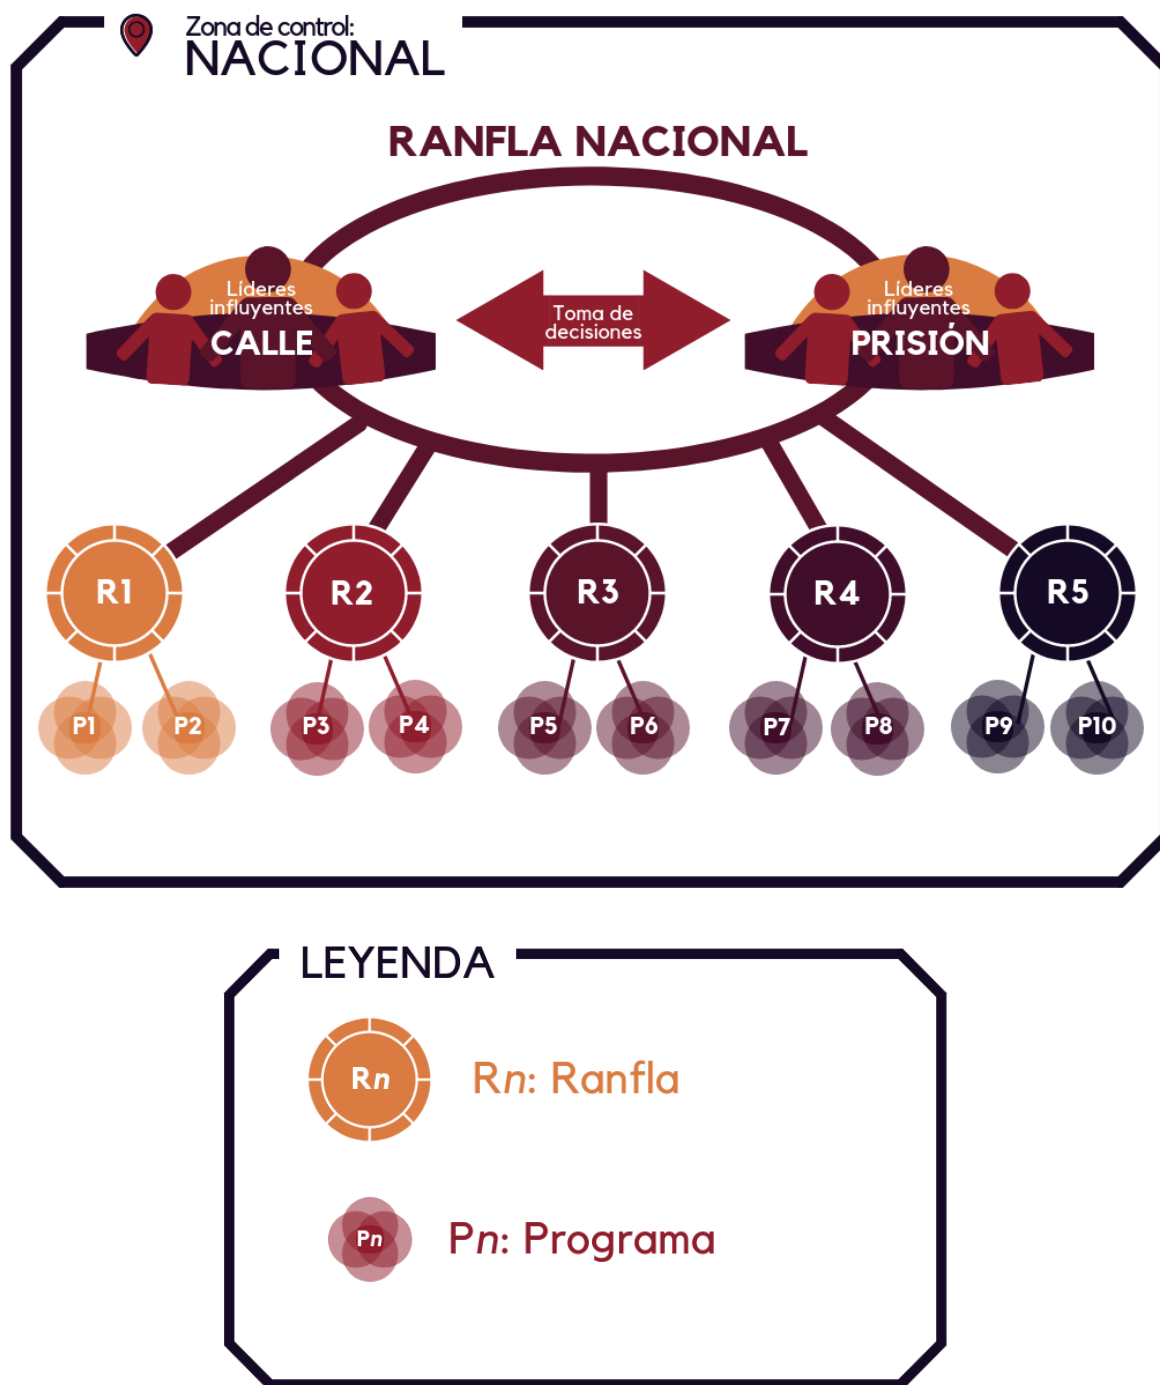 Zona de control:
NACIONAL
RANFLA NACIONAL
Líderes
influyentes
CALLE
Toma de
decisiones
Líderes
influyentes
PRISIÓN
R1
R2
R3
R4
R5
P1
P2
P3
P4
P5
P6
P7
P8
P9
P10
LEYENDA
Rn
Rn: Ranfla
Pn
Pn: Programa